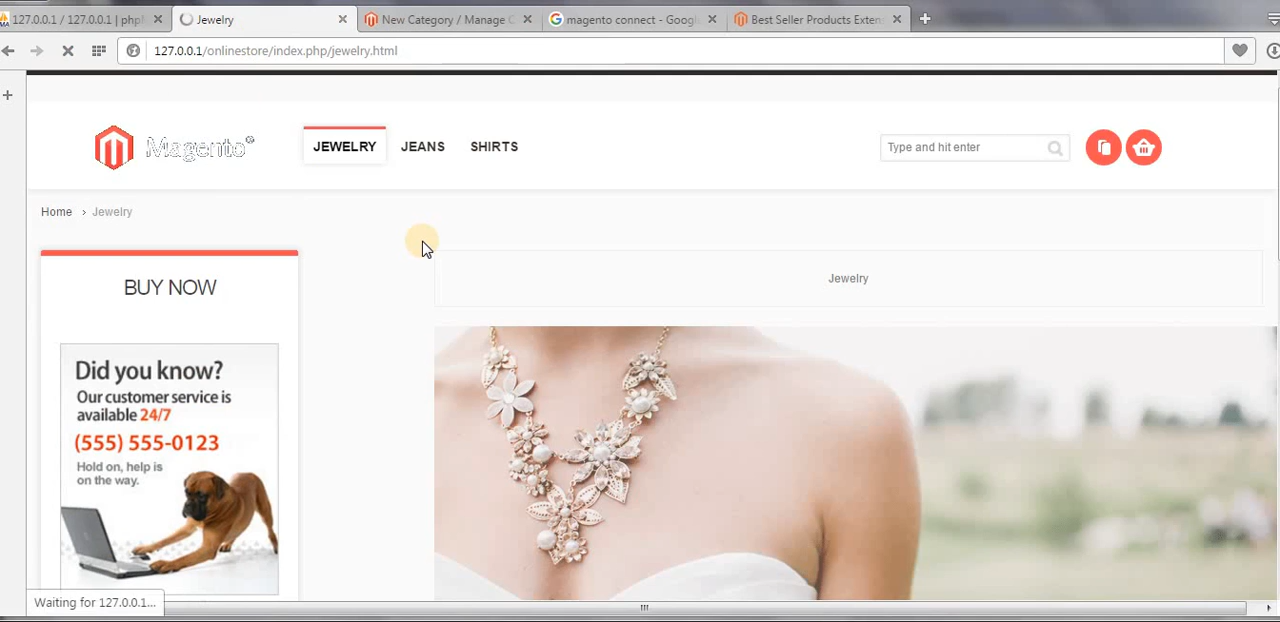 127.0.0.1 / 127.0.0.1 | php
Jewelry
New Category / Manage C
magento connect - Googl
Best Seller Products Exten
127.0.0.1/onlinestore/index.php/jewelry.html
Magento®
JEWELRY
JEANS
SHIRTS
Type and hit enter
Home › Jewelry
BUY NOW
Jewelry
Did you know?
Our customer service is
available 24/7
(555) 555-0123
Hold on, help is
on the way.
Waiting for 127.0.0.1...